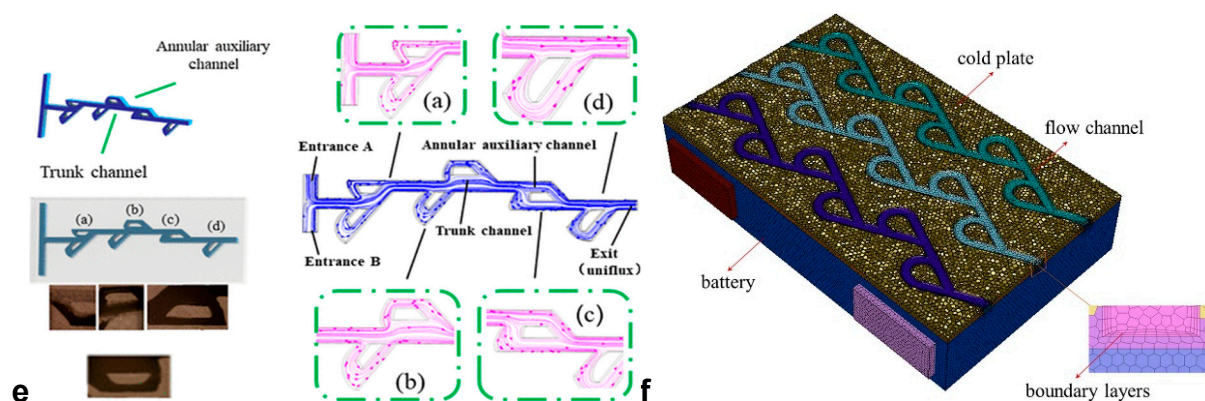 Annular auxiliary
channel
Trunk channel
(a)
(b)
(c)
(d)
e
(a)
(d)
Entrance A
Annular auxiliary channel
Trunk channel
Entrance B
Exit
(uniflux)
(b)
(c)
f
cold plate
flow channel
battery
boundary layers